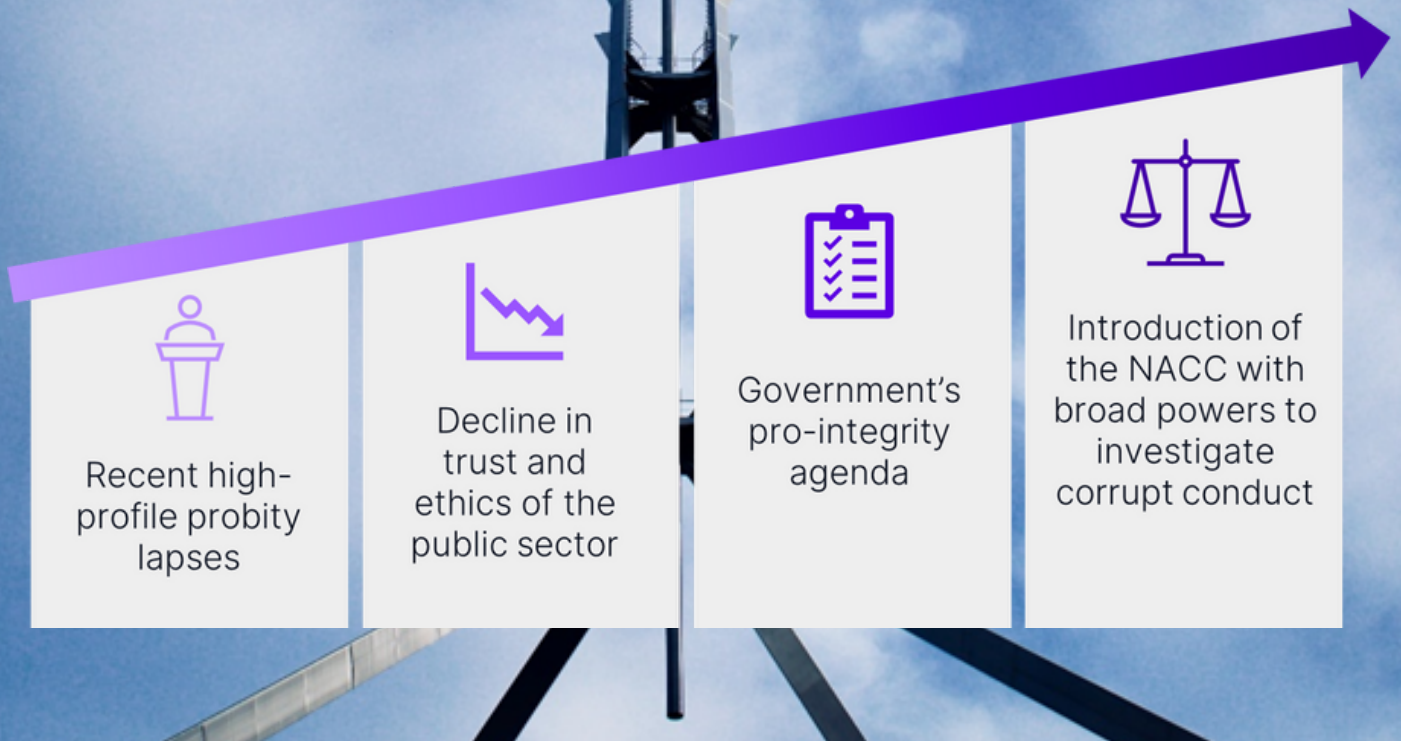 Recent high-
profile probity
lapses
Decline in
trust and
ethics of the
public sector
Government’s
pro-integrity
agenda
Introduction of
the NACC with
broad powers to
investigate
corrupt conduct